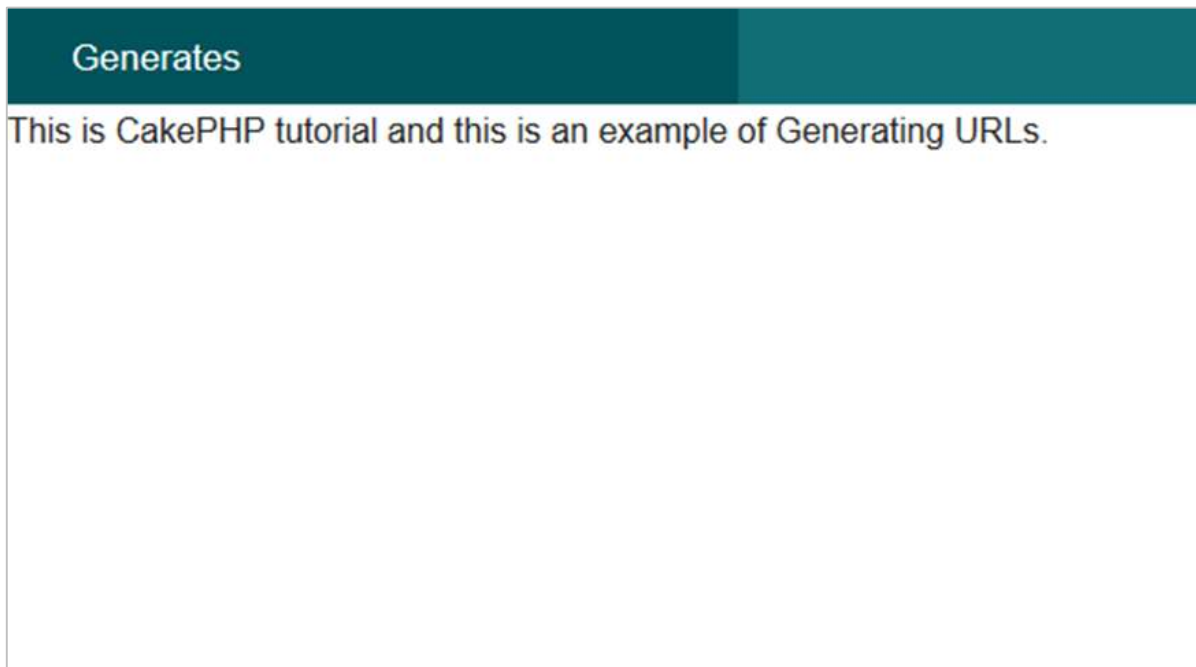 Generates
This is CakePHP tutorial and this is an example of Generating URLs.